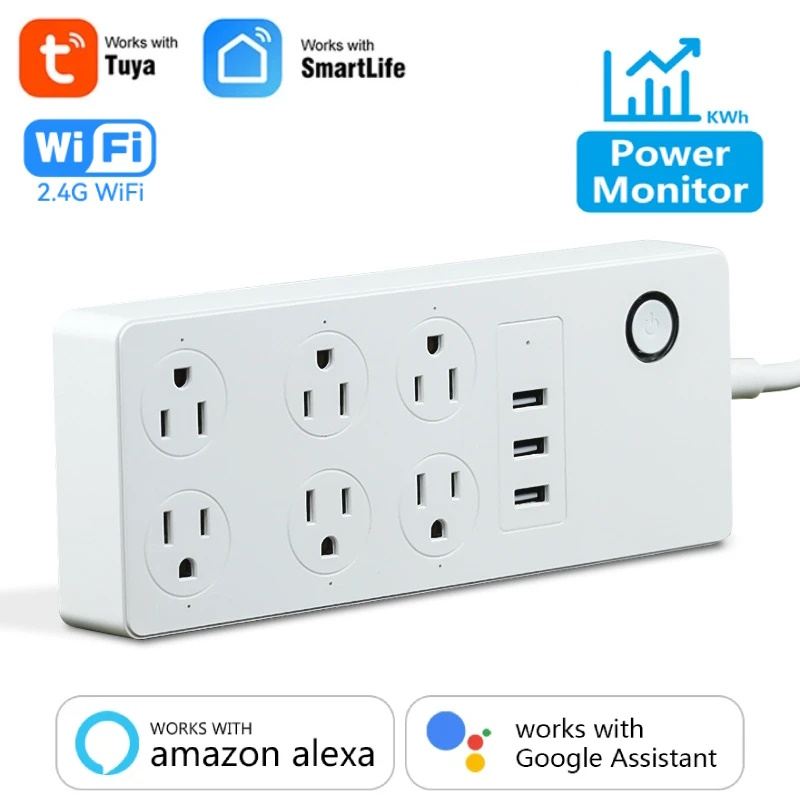 Works with
Tuya
Works with
SmartLife
KWh
Power
Monitor
WiFi
2.4G WiFi
WORKS WITH
amazon alexa
works with
Google Assistant